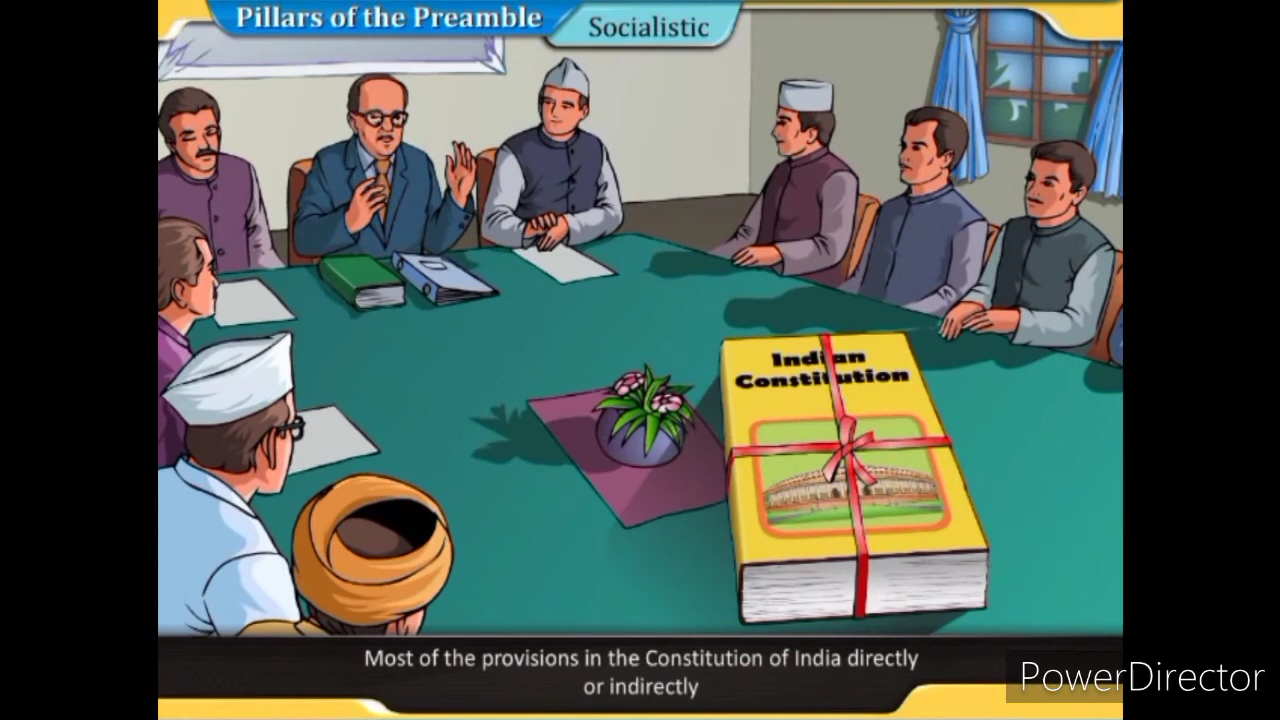 Pillars of the Preamble
Socialistic
Indian
Constitution
Most of the provisions in the Constitution of India directly
or indirectly
PowerDirector